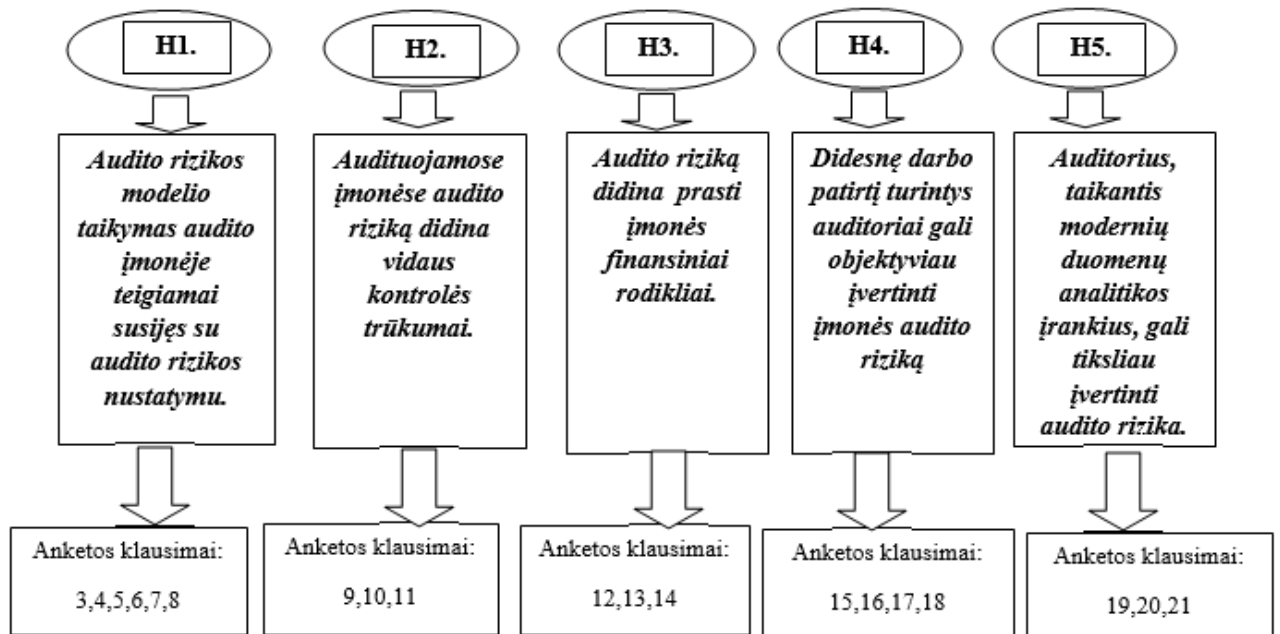 H1.
H2.
H3.
H4.
H5.
Audito rizikos
modelio
taikymas audito
įmonėje
teigiamai
susijęs su
audito rizikos
nustatymu.
Audituojamose
įmonėse audito
riziką didina
vidaus
kontrolės
trūkumai.
Audito riziką
didina prasti
įmonės
finansiniai
rodikliai.
Didesnę darbo
patirtį turintys
auditoriai gali
objektyviau
įvertinti
įmonės audito
riziką
Auditorius,
taikantis
modernių
duomenų
analitikos
įrankius, gali
tiksliau
įvertinti
audito rizika.
Anketos klausimai:
3,4,5,6,7,8
Anketos klausimai:
9,10,11
Anketos klausimai:
12,13,14
Anketos klausimai:
15,16,17,18
Anketos klausimai:
19,20,21